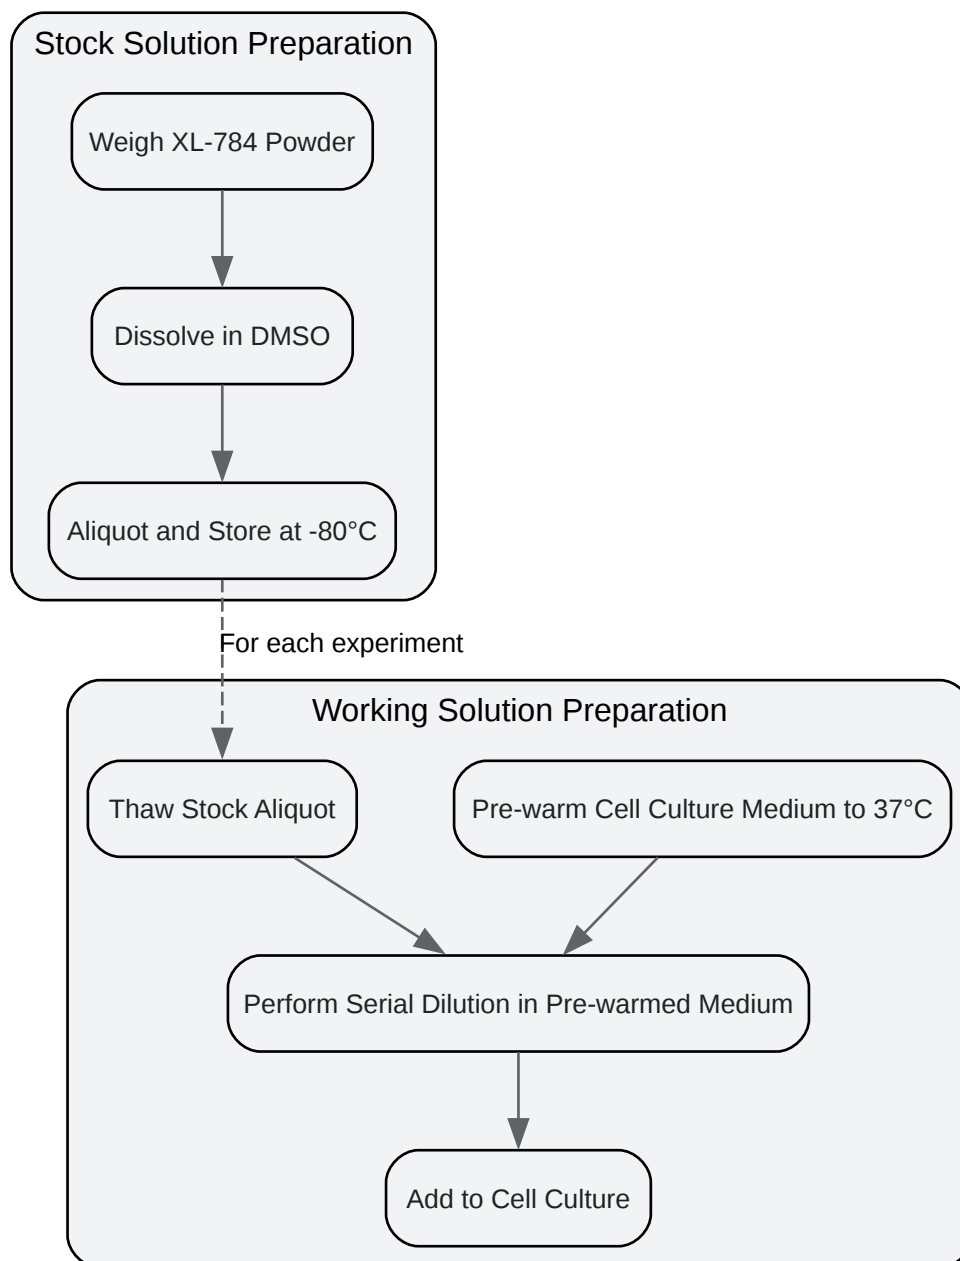 Stock Solution Preparation
Weigh XL-784 Powder
Dissolve in DMSO
Aliquot and Store at -80°C
For each experiment
Working Solution Preparation
Thaw Stock Aliquot
Pre-warm Cell Culture Medium to 37°C
Perform Serial Dilution in Pre-warmed Medium
Add to Cell Culture